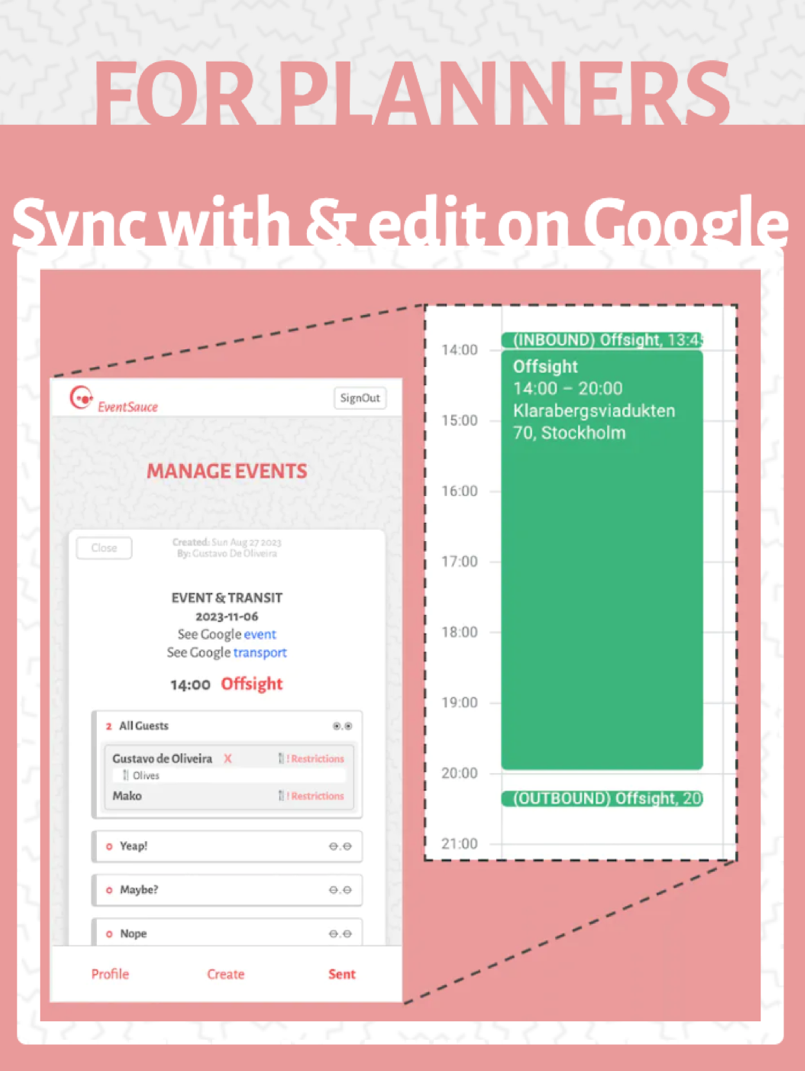 FOR PLANNERS
Sync with & edit on Google
EventSauce
SignOut
MANAGE EVENTS
Close
Created: Sun Aug 27 2023
By: Gustavo De Oliveira
EVENT & TRANSIT
2023-11-06
See Google event
See Google transport
14:00 Offsight
2 All Guests
Gustavo de Oliveira X ! Restrictions
Olives
Mako ! Restrictions
0 Yeap!
0 Maybe?
0 Nope
Profile Create Sent
(INBOUND) Offsight, 13:45
14:00
Offsight
14:00 – 20:00
Klarabergsviadukten
70, Stockholm
15:00
16:00
17:00
18:00
19:00
20:00
(OUTBOUND) Offsight, 20
21:00